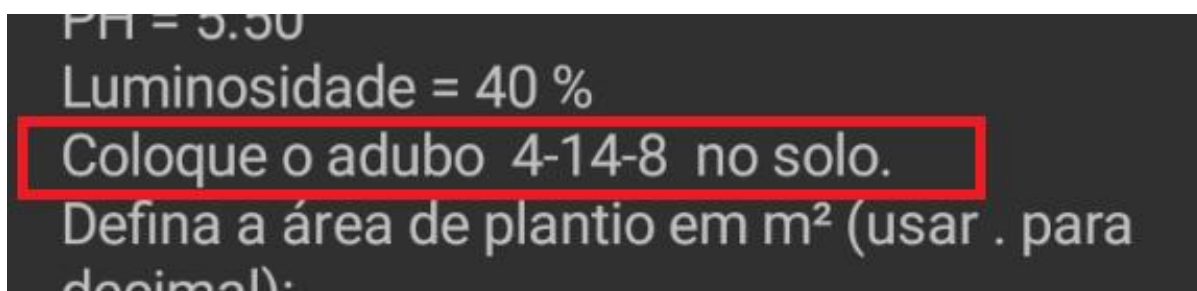 PH = 5.50
Luminosidade = 40 %
Coloque o adubo  4-14-8  no solo.
Defina a área de plantio em m² (usar . para
decimal):